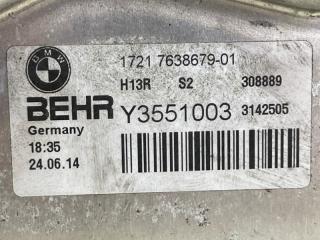 BMW
1721 7638679-01
H13R S2 308889
BEHR Y3551003 3142505
Germany
18:35
24.06.14